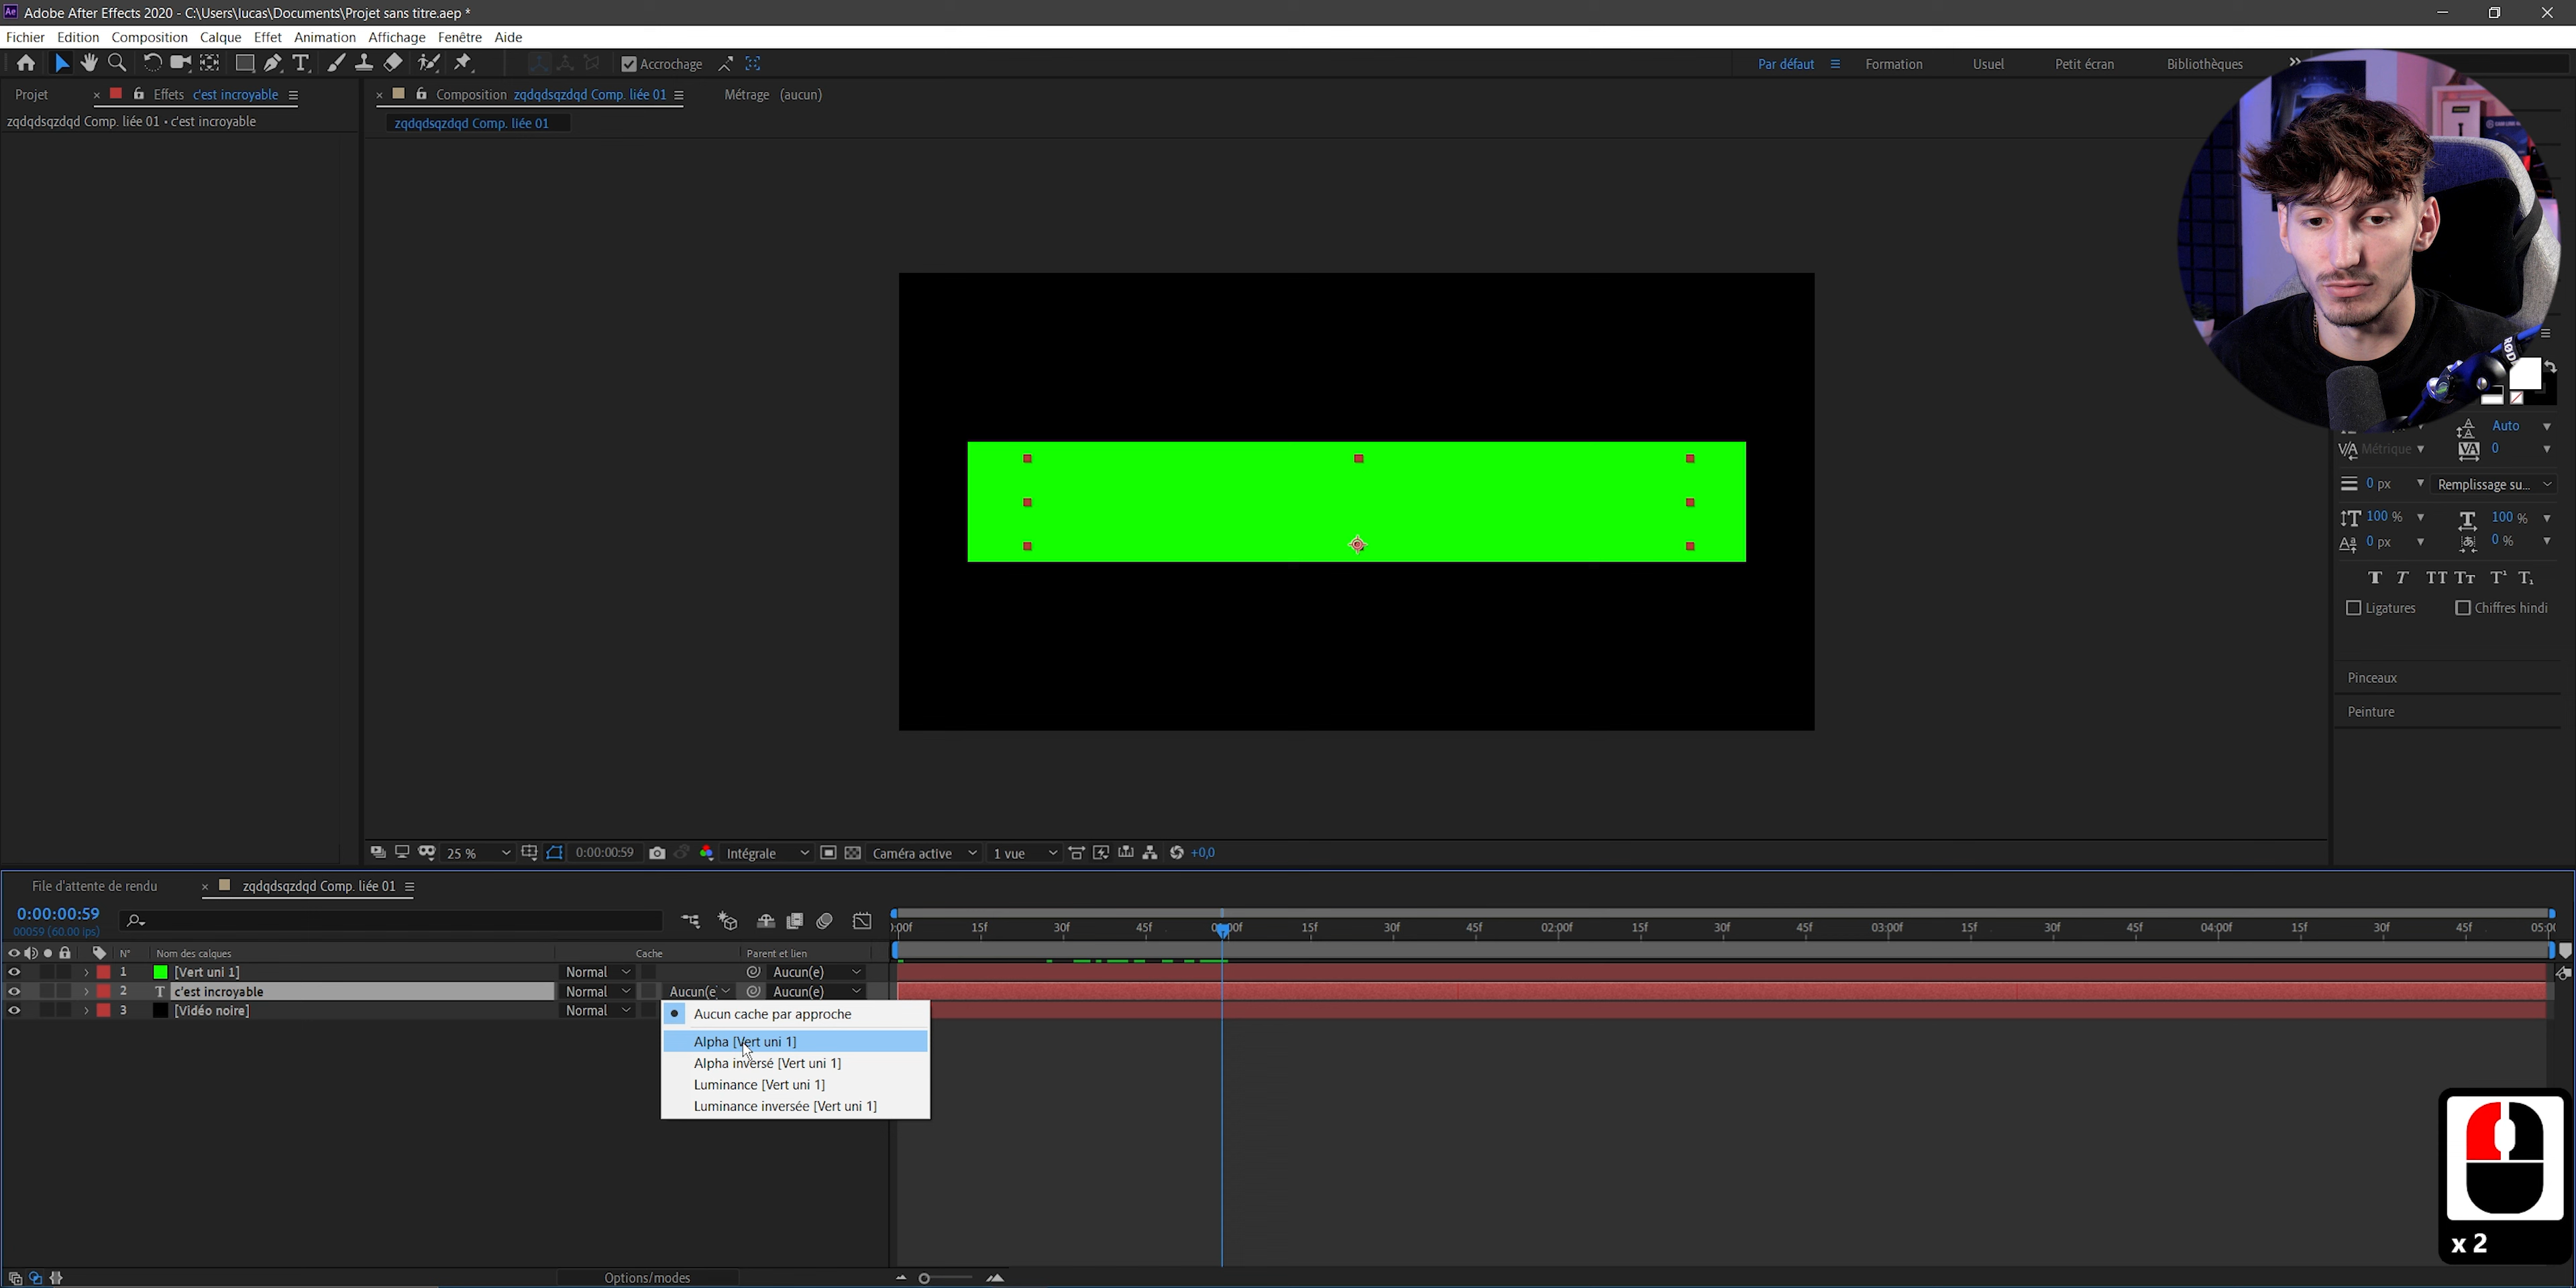 Adobe After Effects 2020 - C:\Users\lucas\Documents\Projet sans titre.aep *
Fichier Edition Composition Calque Effet Animation Affichage Fenêtre Aide
Accrochage
Par défaut Formation Usuel Petit écran Bibliothèques
Projet Effets c'est incroyable
Composition zqdqdsqzdqd Comp. liée 01 Métrage (aucun)
zqdqdsqzdqd Comp. liée 01 • c'est incroyable
zqdqdsqzdqd Comp. liée 01
Auto
Métrique 0
0 px Remplissage su...
100 % 100 %
0 px 0 %
Ligatures Chiffres hindi
Pinceaux
Peinture
25 % 0:00:00:59 Intégrale Caméra active 1 vue +0,0
File d'attente de rendu zqdqdsqzdqd Comp. liée 01
0:00:00:59
00059 (60.00 ips)
):00f 15f 30f 45f 01:00f 15f 30f 45f 02:00f 15f 30f 45f 03:00f 15f 30f 45f 04:00f 15f 30f 45f 05:00
N° Nom des calques Cache Parent et lien
1 [Vert uni 1] Normal Aucun(e)
2 T c'est incroyable Normal Aucun(e Aucun(e)
3 [Vidéo noire] Normal
Aucun cache par approche
Alpha [Vert uni 1]
Alpha inversé [Vert uni 1]
Luminance [Vert uni 1]
Luminance inversée [Vert uni 1]
x 2
Options/modes